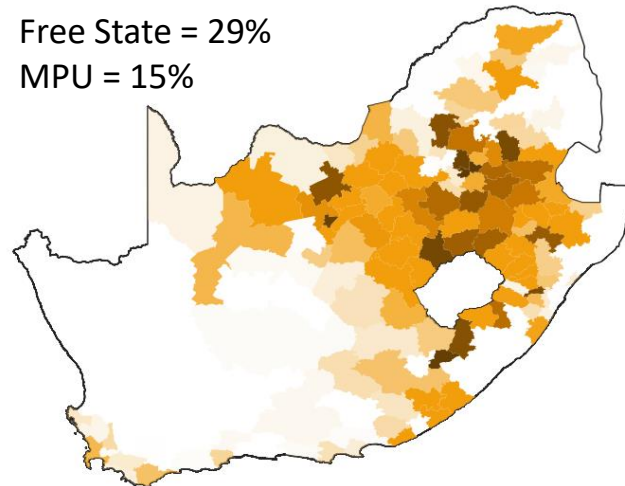 Free State = 29%
MPU = 15%